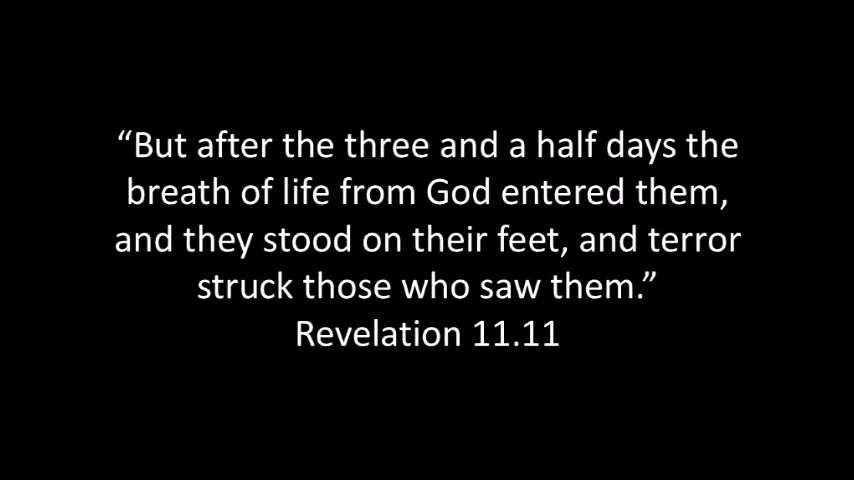 “But after the three and a half days the
breath of life from God entered them,
and they stood on their feet, and terror
struck those who saw them.”
Revelation 11.11